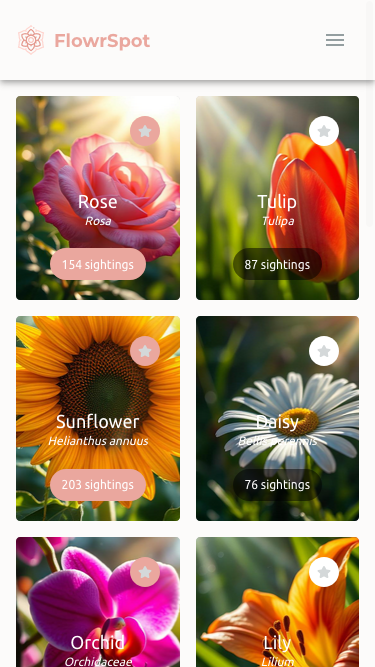 FlowrSpot
Rose
Rosa
154 sightings
Tulip
Tulipa
87 sightings
Sunflower
Helianthus annuus
203 sightings
Daisy
Bellis perennis
76 sightings
Orchid
Orchidaceae
Lily
Lilium